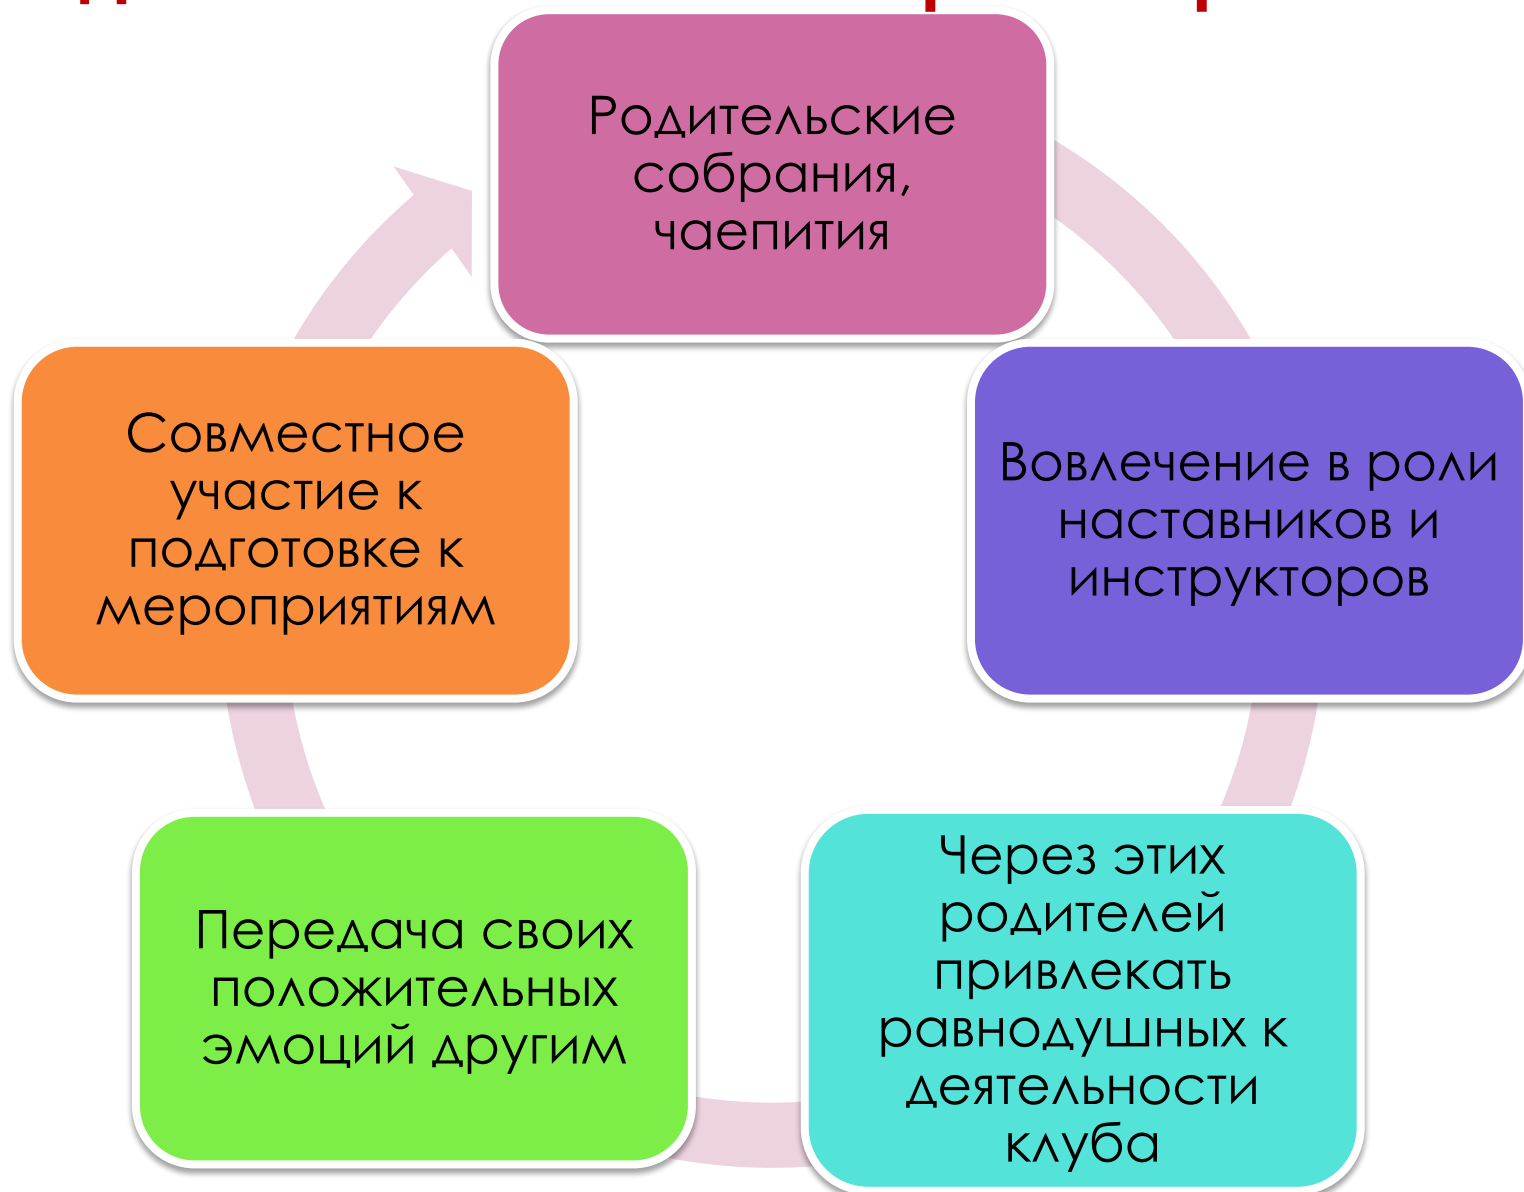 Родительские
собрания,
чаепития
Вовлечение в роли
наставников и
инструкторов
Через этих
родителей
привлекать
равнодушных к
деятельности
клуба
Передача своих
положительных
эмоций другим
Совместное
участие к
подготовке к
мероприятиям